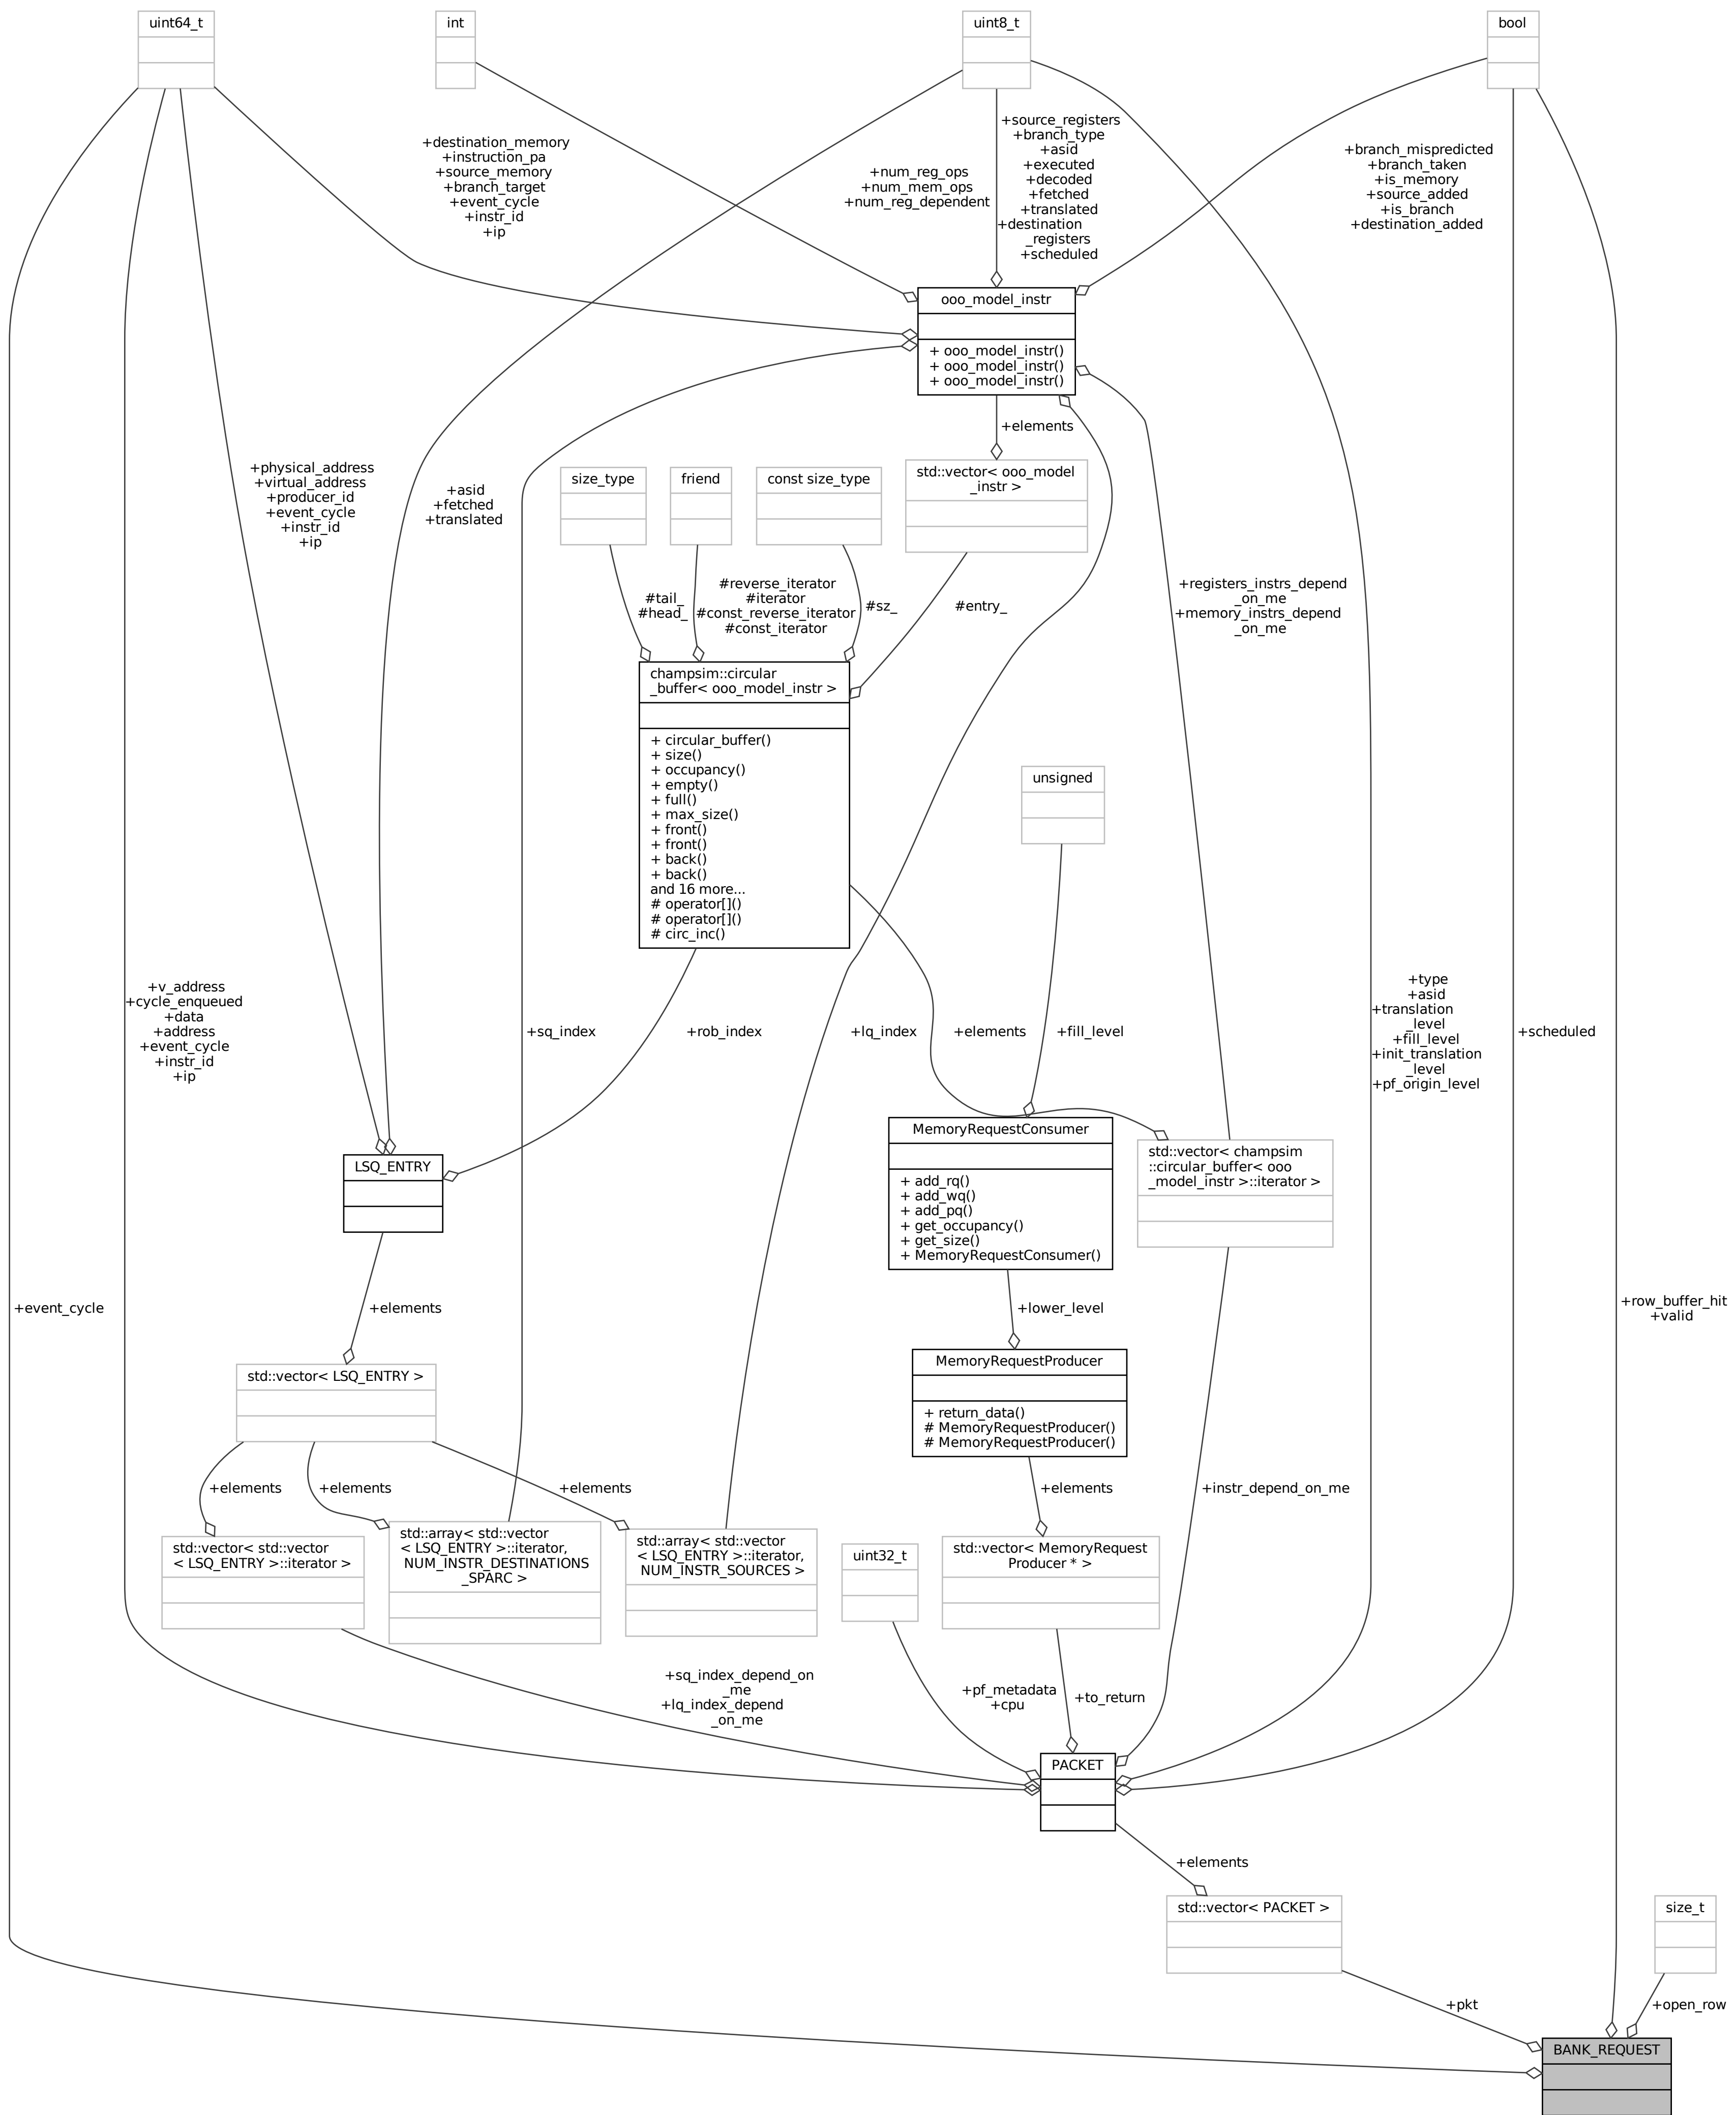 uint64_t
int
uint8_t
bool
+destination_memory
+instruction_pa
+source_memory
+branch_target
+event_cycle
+instr_id
+ip
+num_reg_ops
+num_mem_ops
+num_reg_dependent
+source_registers
+branch_type
+asid
+executed
+decoded
+fetched
+translated
+destination
_registers
+scheduled
+branch_mispredicted
+branch_taken
+is_memory
+source_added
+is_branch
+destination_added
ooo_model_instr
+ ooo_model_instr()
+ ooo_model_instr()
+ ooo_model_instr()
+elements
+physical_address
+virtual_address
+producer_id
+event_cycle
+instr_id
+ip
+asid
+fetched
+translated
size_type
friend
const size_type
std::vector< ooo_model
_instr >
#tail_
#head_
#reverse_iterator
#iterator
#const_reverse_iterator
#const_iterator
#sz_
#entry_
+registers_instrs_depend
_on_me
+memory_instrs_depend
_on_me
champsim::circular
_buffer< ooo_model_instr >
+ circular_buffer()
+ size()
+ occupancy()
+ empty()
+ full()
+ max_size()
+ front()
+ front()
+ back()
+ back()
and 16 more...
# operator[]()
# operator[]()
# circ_inc()
unsigned
+v_address
+cycle_enqueued
+data
+address
+event_cycle
+instr_id
+ip
+sq_index
+rob_index
+lq_index
+elements
+fill_level
+type
+asid
+translation
_level
+fill_level
+init_translation
_level
+pf_origin_level
+scheduled
LSQ_ENTRY
MemoryRequestConsumer
+ add_rq()
+ add_wq()
+ add_pq()
+ get_occupancy()
+ get_size()
+ MemoryRequestConsumer()
std::vector< champsim
::circular_buffer< ooo
_model_instr >::iterator >
+event_cycle
+elements
+lower_level
+row_buffer_hit
+valid
std::vector< LSQ_ENTRY >
MemoryRequestProducer
+ return_data()
# MemoryRequestProducer()
# MemoryRequestProducer()
+elements
+elements
+elements
+elements
+instr_depend_on_me
std::vector< std::vector
< LSQ_ENTRY >::iterator >
std::array< std::vector
< LSQ_ENTRY >::iterator,
NUM_INSTR_DESTINATIONS
_SPARC >
std::array< std::vector
< LSQ_ENTRY >::iterator,
NUM_INSTR_SOURCES >
uint32_t
std::vector< MemoryRequest
Producer * >
+sq_index_depend_on
_me
+lq_index_depend
_on_me
+pf_metadata
+cpu
+to_return
PACKET
+elements
std::vector< PACKET >
size_t
+pkt
+open_row
BANK_REQUEST